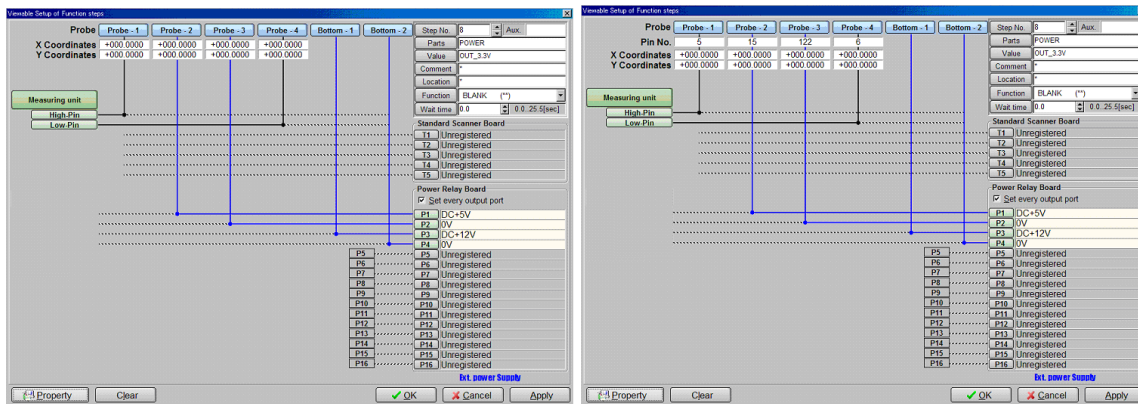 Viewable Setup of Function steps
Probe Probe - 1 Probe - 2 Probe - 3 Probe - 4 Bottom - 1 Bottom - 2 Step No. 8 Aux.
X Coordinates +000.0000 +000.0000 +000.0000 +000.0000 Parts POWER
Y Coordinates +000.0000 +000.0000 +000.0000 +000.0000 Value OUT_3.3V
Comment *
Location *
Function BLANK (**)
Measuring unit Wait time 0.0 0.0..25.5[sec]
High-Pin
Low-Pin Standard Scanner Board
T1 Unregistered
T2 Unregistered
T3 Unregistered
T4 Unregistered
T5 Unregistered
Power Relay Board
Set every output port
P1 DC+5V
P2 0V
P3 DC+12V
P4 0V
P5 P5 Unregistered
P6 P6 Unregistered
P7 P7 Unregistered
P8 P8 Unregistered
P9 P9 Unregistered
P10 P10 Unregistered
P11 P11 Unregistered
P12 P12 Unregistered
P13 P13 Unregistered
P14 P14 Unregistered
P15 P15 Unregistered
P16 P16 Unregistered
Ext. power Supply
Property Clear OK Cancel Apply
Viewable Setup of Function steps
Probe Probe - 1 Probe - 2 Probe - 3 Probe - 4 Bottom - 1 Bottom - 2 Step No. 8 Aux.
Pin No. 5 15 122 6 Parts POWER
X Coordinates +000.0000 +000.0000 +000.0000 +000.0000 Value OUT_3.3V
Y Coordinates +000.0000 +000.0000 +000.0000 +000.0000 Comment *
Location *
Function BLANK (**)
Measuring unit Wait time 0.0 0.0..25.5[sec]
High-Pin
Low-Pin Standard Scanner Board
T1 Unregistered
T2 Unregistered
T3 Unregistered
T4 Unregistered
T5 Unregistered
Power Relay Board
Set every output port
P1 DC+5V
P2 0V
P3 DC+12V
P4 0V
P5 P5 Unregistered
P6 P6 Unregistered
P7 P7 Unregistered
P8 P8 Unregistered
P9 P9 Unregistered
P10 P10 Unregistered
P11 P11 Unregistered
P12 P12 Unregistered
P13 P13 Unregistered
P14 P14 Unregistered
P15 P15 Unregistered
P16 P16 Unregistered
Ext. power Supply
Property Clear OK Cancel Apply